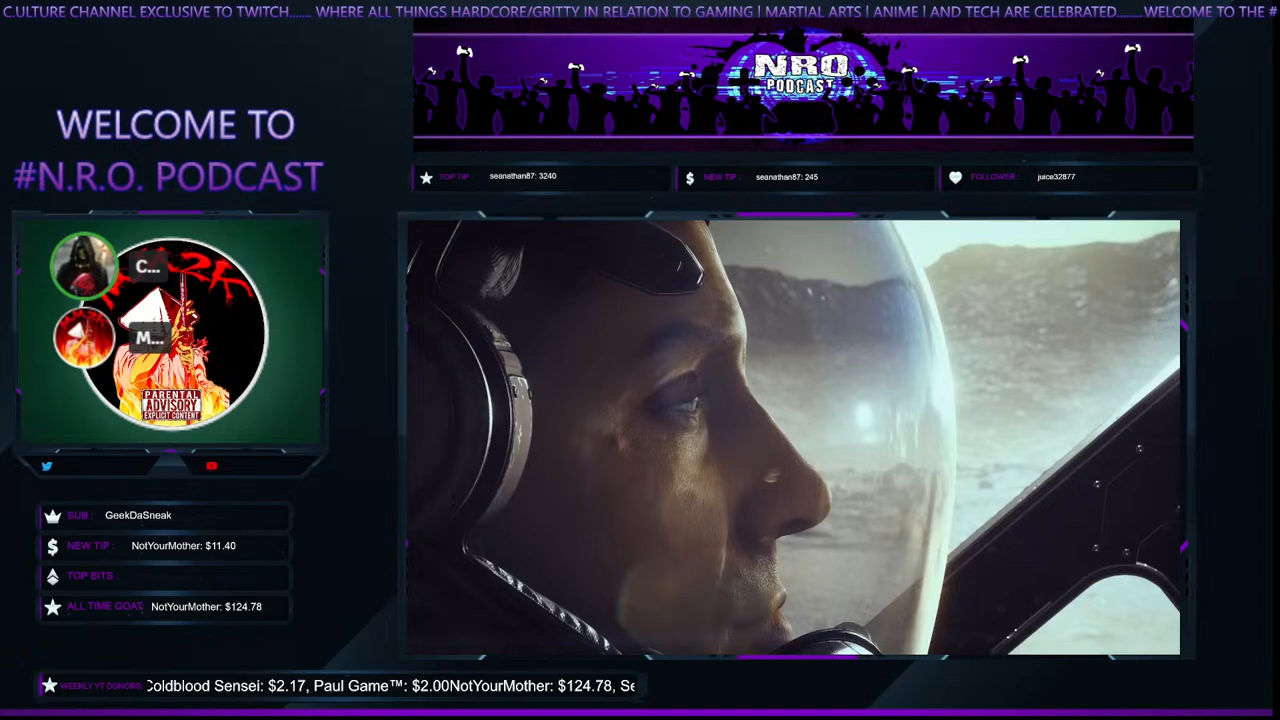 C.ULTURE CHANNEL EXCLUSIVE TO TWITCH....... WHERE ALL THINGS HARDCORE/GRITTY IN RELATION TO GAMING | MARTIAL ARTS | ANIME | AND TECH ARE CELEBRATED........WELCOME TO THE #
NRO
PODCAST
WELCOME TO
#N.R.O. PODCAST
TOP TIP seanathan87: 3240
NEW TIP : seanathan87: 245
FOLLOWER : juice32877
C...
M...
PARENTAL
ADVISORY
EXPLICIT CONTENT
SUB : GeekDaSneak
NEW TIP : NotYourMother: $11.40
TOP BITS :
ALL TIME GOAT: NotYourMother: $124.78
WEEKLY YT DONORS: Coldblood Sensei: $2.17, Paul Game™: $2.00NotYourMother: $124.78, Se